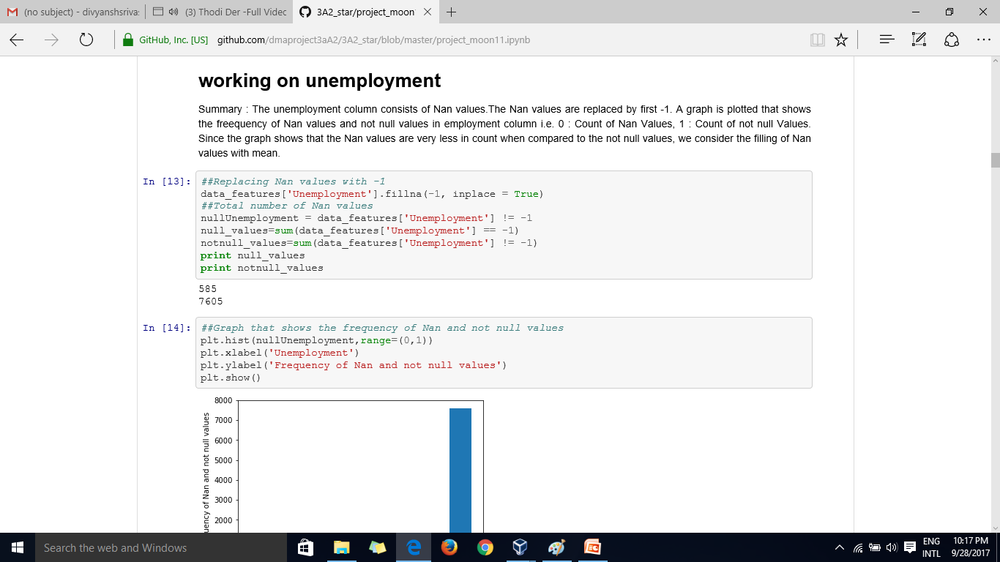 (no subject) - divyanshsriva
(3) Thodi Der -Full Videc
3A2_star/project_moon
GitHub, Inc. [US] github.com/dmaproject3aA2/3A2_star/blob/master/project_moon11.ipynb
working on unemployment
Summary : The unemployment column consists of Nan values.The Nan values are replaced by first -1. A graph is plotted that shows
the freequency of Nan values and not null values in employment column i.e. 0 : Count of Nan Values, 1 : Count of not null Values.
Since the graph shows that the Nan values are very less in count when compared to the not null values, we consider the filling of Nan
values with mean.
In [13]:
##Replacing Nan values with -1
data_features['Unemployment'].fillna(-1, inplace = True)
##Total number of Nan values
nullUnemployment = data_features['Unemployment'] != -1
null_values=sum(data_features['Unemployment'] == -1)
notnull_values=sum(data_features['Unemployment'] != -1)
print null_values
print notnull_values
585
7605
In [14]:
##Graph that shows the frequency of Nan and not null values
plt.hist(nullUnemployment,range=(0,1))
plt.xlabel('Unemployment')
plt.ylabel('Frequency of Nan and not null values')
plt.show()
8000
7000
6000
5000
4000
3000
2000
uency of Nan and not null values
Search the web and Windows
ENG
INTL
10:17 PM
9/28/2017